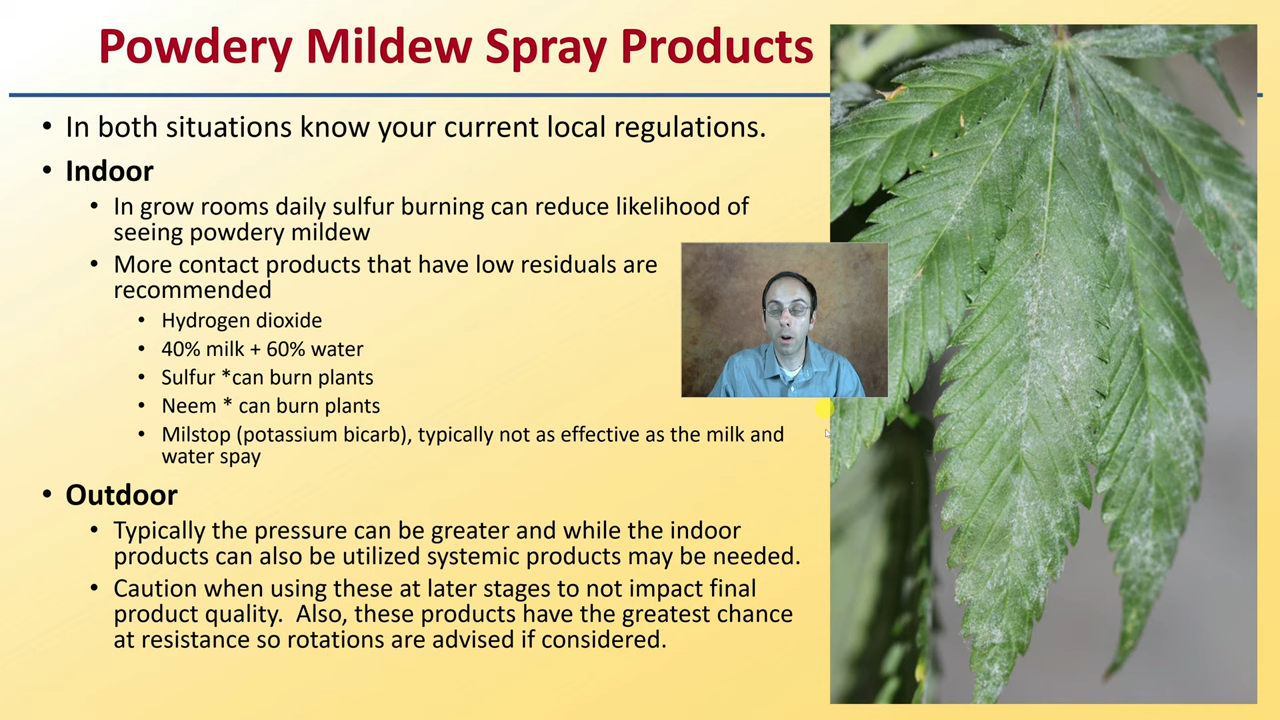 Powdery Mildew Spray Products
• In both situations know your current local regulations.
• Indoor
• In grow rooms daily sulfur burning can reduce likelihood of
seeing powdery mildew
• More contact products that have low residuals are
recommended
• Hydrogen dioxide
• 40% milk + 60% water
• Sulfur *can burn plants
• Neem * can burn plants
• Milstop (potassium bicarb), typically not as effective as the milk and
water spay
• Outdoor
• Typically the pressure can be greater and while the indoor
products can also be utilized systemic products may be needed.
• Caution when using these at later stages to not impact final
product quality.  Also, these products have the greatest chance
at resistance so rotations are advised if considered.